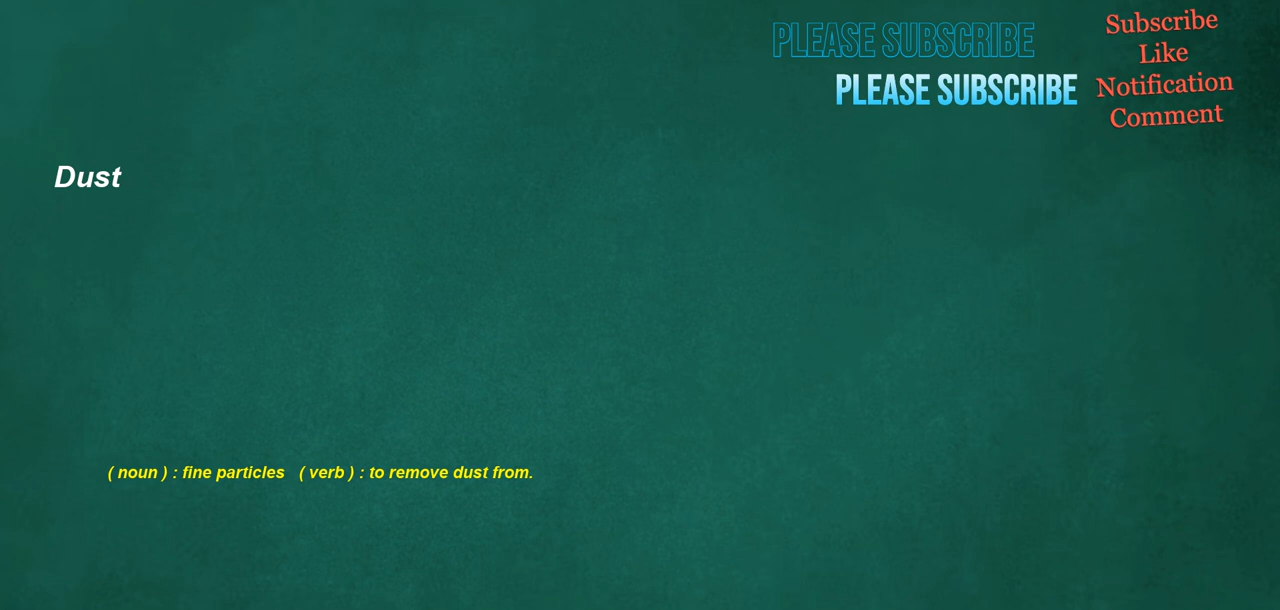 PLEASE SUBSCRIBE
PLEASE SUBSCRIBE
Subscribe
Like
Notification
Comment
Dust
( noun ) : fine particles ( verb ) : to remove dust from.